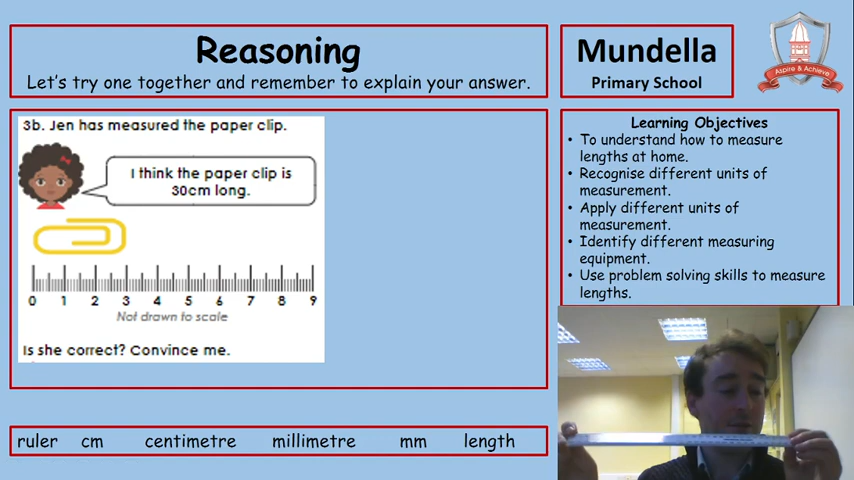 Reasoning
Let's try one together and remember to explain your answer.
Mundella
Primary School
Aspire & Achieve
3b. Jen has measured the paper clip.
I think the paper clip is
30cm long.
0 1 2 3 4 5 6 7 8 9
Not drawn to scale
Is she correct? Convince me.
Learning Objectives
• To understand how to measure
lengths at home.
• Recognise different units of
measurement.
• Apply different units of
measurement.
• Identify different measuring
equipment.
• Use problem solving skills to measure
lengths.
ruler cm centimetre millimetre mm length